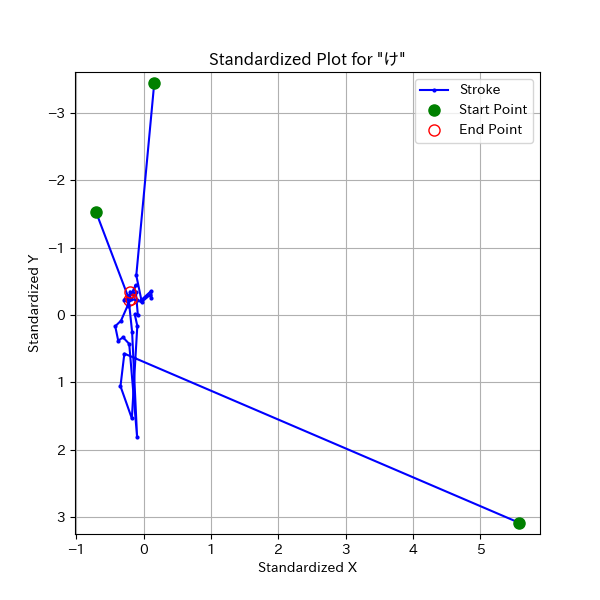 Standardized Plot for "け"
Stroke
Start Point
End Point
−3
−2
−1
0
1
2
3
Standardized Y
−1 0 1 2 3 4 5
Standardized X